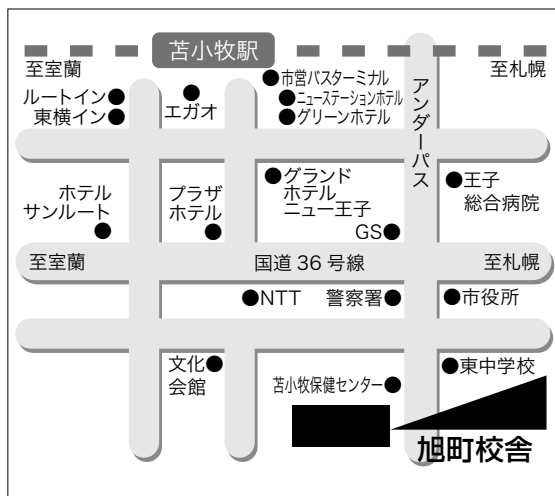 苫小牧駅
至室蘭
至札幌
ルートイン
東横イン
エガオ
市営バスターミナル
ニューステーションホテル
グリーンホテル
アンダーパス
ホテル
サンルート
プラザ
ホテル
グランド
ホテル
ニュー王子
GS
王子
総合病院
至室蘭
国道36号線
至札幌
NTT
警察署
市役所
文化
会館
苫小牧保健センター
東中学校
旭町校舎